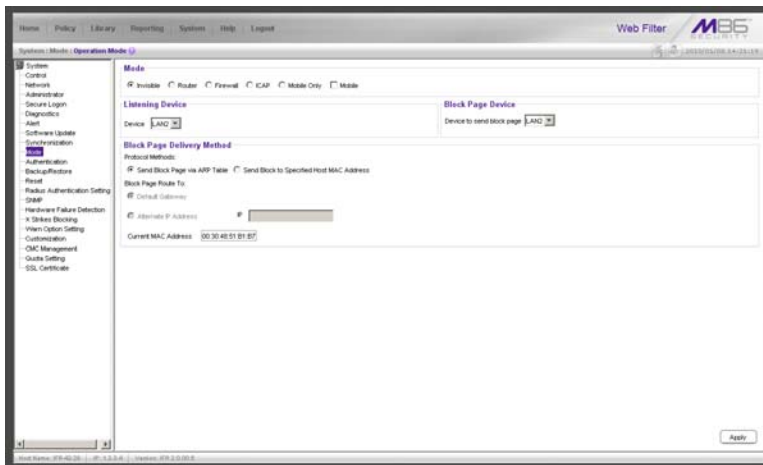 Home Policy Library Reporting System Help Logout
Web Filter
M86
SECURITY
System : Mode : Operation Mode
System
Control
Network
Administrator
Secure Logon
Diagnostics
Alert
Software Update
Synchronization
Mode
Authentication
Backup/Restore
Reset
Radius Authentication Setting
SNMP
Hardware Failure Detection
X Strikes Blocking
Warn Option Setting
Customization
CMC Management
Quota Setting
SSL Certificate
Mode
Invisible Router Firewall ICAP Mobile Only Mobile
Listening Device
Device LAN2
Block Page Device
Device to send block page LAN2
Block Page Delivery Method
Protocol Methods:
Send Block Page via ARP Table Send Block to Specified Host MAC Address
Block Page Route To:
Default Gateway
Alternate IP Address IP
Current MAC Address 00:30:48:51:B1:B7
Apply